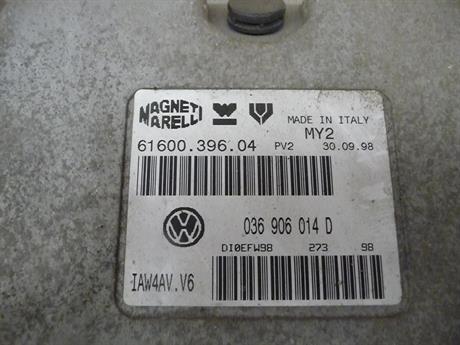 MAGNETI MARELLI
MADE IN ITALY
MY2
61600.396.04 PV2 30.09.98
036 906 014 D
DI0EFW98 273 98
IAW4AV.V6